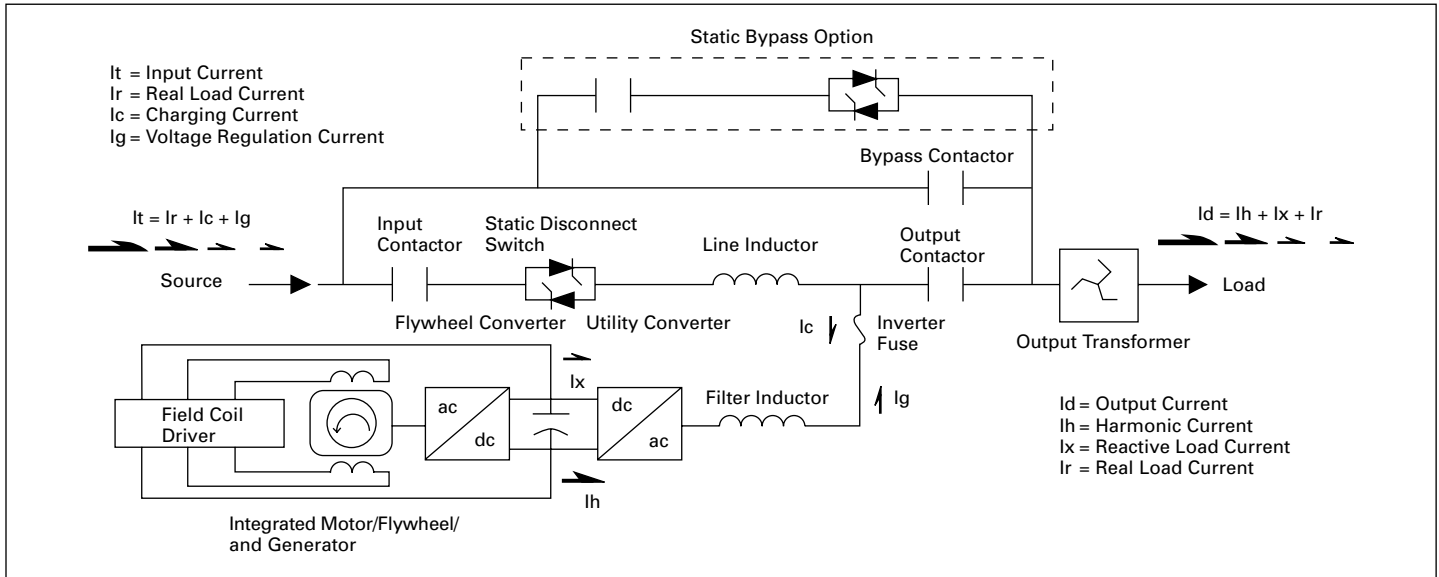 Static Bypass Option
It = Input Current
Ir = Real Load Current
Ic = Charging Current
Ig = Voltage Regulation Current
Bypass Contactor
It = Ir + Ic + Ig
Input
Contactor
Static Disconnect
Switch
Line Inductor
Output
Contactor
Id = Ih + Ix + Ir
Source
Load
Flywheel Converter
Utility Converter
Ic
Inverter
Fuse
Output Transformer
Ix
Field Coil
Driver
ac
dc
dc
ac
Filter Inductor
Ig
Id = Output Current
Ih = Harmonic Current
Ix = Reactive Load Current
Ir = Real Load Current
Ih
Integrated Motor/Flywheel/
and Generator